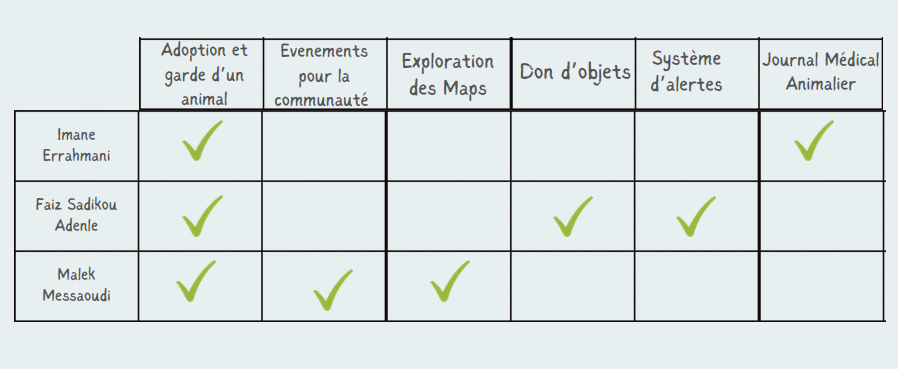 Adoption et
garde d'un
animal
Evenements
pour la
communauté
Exploration
des Maps
Don d'objets
Système
d'alertes
Journal Médical
Animalier
Imane
Errahmani
Faiz Sadikou
Adenle
Malek
Messaoudi